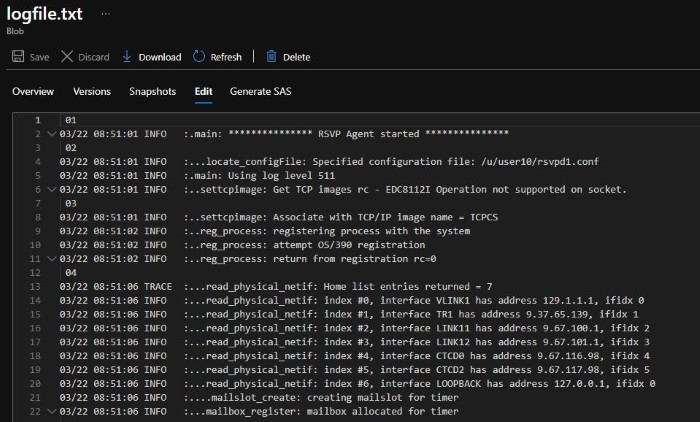 logfile.txt ...
Blob
Save Discard Download Refresh Delete
Overview Versions Snapshots Edit Generate SAS
1 01
2 03/22 08:51:01 INFO :.main: *************** RSVP Agent started ***************
3 02
4 03/22 08:51:01 INFO :...locate_configFile: Specified configuration file: /u/user10/rsvpd1.conf
5 03/22 08:51:01 INFO :.main: Using log level 511
6 03/22 08:51:01 INFO :..settcpimage: Get TCP images rc - EDC8112I Operation not supported on socket.
7 03
8 03/22 08:51:01 INFO :..settcpimage: Associate with TCP/IP image name = TCPCS
9 03/22 08:51:02 INFO :..reg_process: registering process with the system
10 03/22 08:51:02 INFO :..reg_process: attempt OS/390 registration
11 03/22 08:51:02 INFO :..reg_process: return from registration rc=0
12 04
13 03/22 08:51:06 TRACE :...read_physical_netif: Home list entries returned = 7
14 03/22 08:51:06 INFO :...read_physical_netif: index #0, interface VLINK1 has address 129.1.1.1, ifidx 0
15 03/22 08:51:06 INFO :...read_physical_netif: index #1, interface TR1 has address 9.37.65.139, ifidx 1
16 03/22 08:51:06 INFO :...read_physical_netif: index #2, interface LINK11 has address 9.67.100.1, ifidx 2
17 03/22 08:51:06 INFO :...read_physical_netif: index #3, interface LINK12 has address 9.67.101.1, ifidx 3
18 03/22 08:51:06 INFO :...read_physical_netif: index #4, interface CTCD0 has address 9.67.116.98, ifidx 4
19 03/22 08:51:06 INFO :...read_physical_netif: index #5, interface CTCD2 has address 9.67.117.98, ifidx 5
20 03/22 08:51:06 INFO :...read_physical_netif: index #6, interface LOOPBACK has address 127.0.0.1, ifidx 0
21 03/22 08:51:06 INFO :....mailslot_create: creating mailslot for timer
22 03/22 08:51:06 INFO :...mailbox_register: mailbox allocated for timer